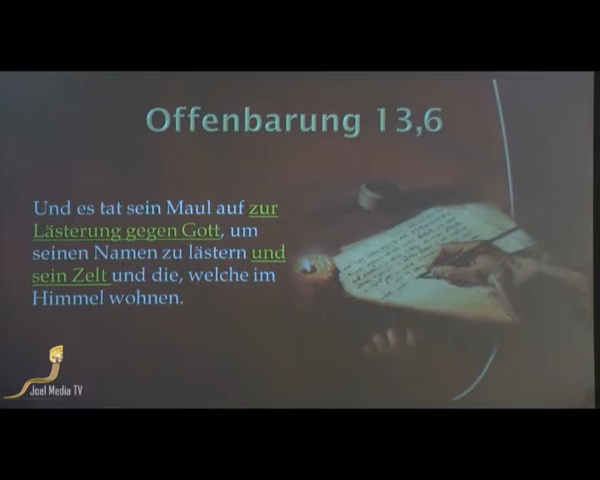 Offenbarung 13,6
Und es tat sein Maul auf zur
Lästerung gegen Gott, um
seinen Namen zu lästern und
sein Zelt und die, welche im
Himmel wohnen.
Joel Media TV